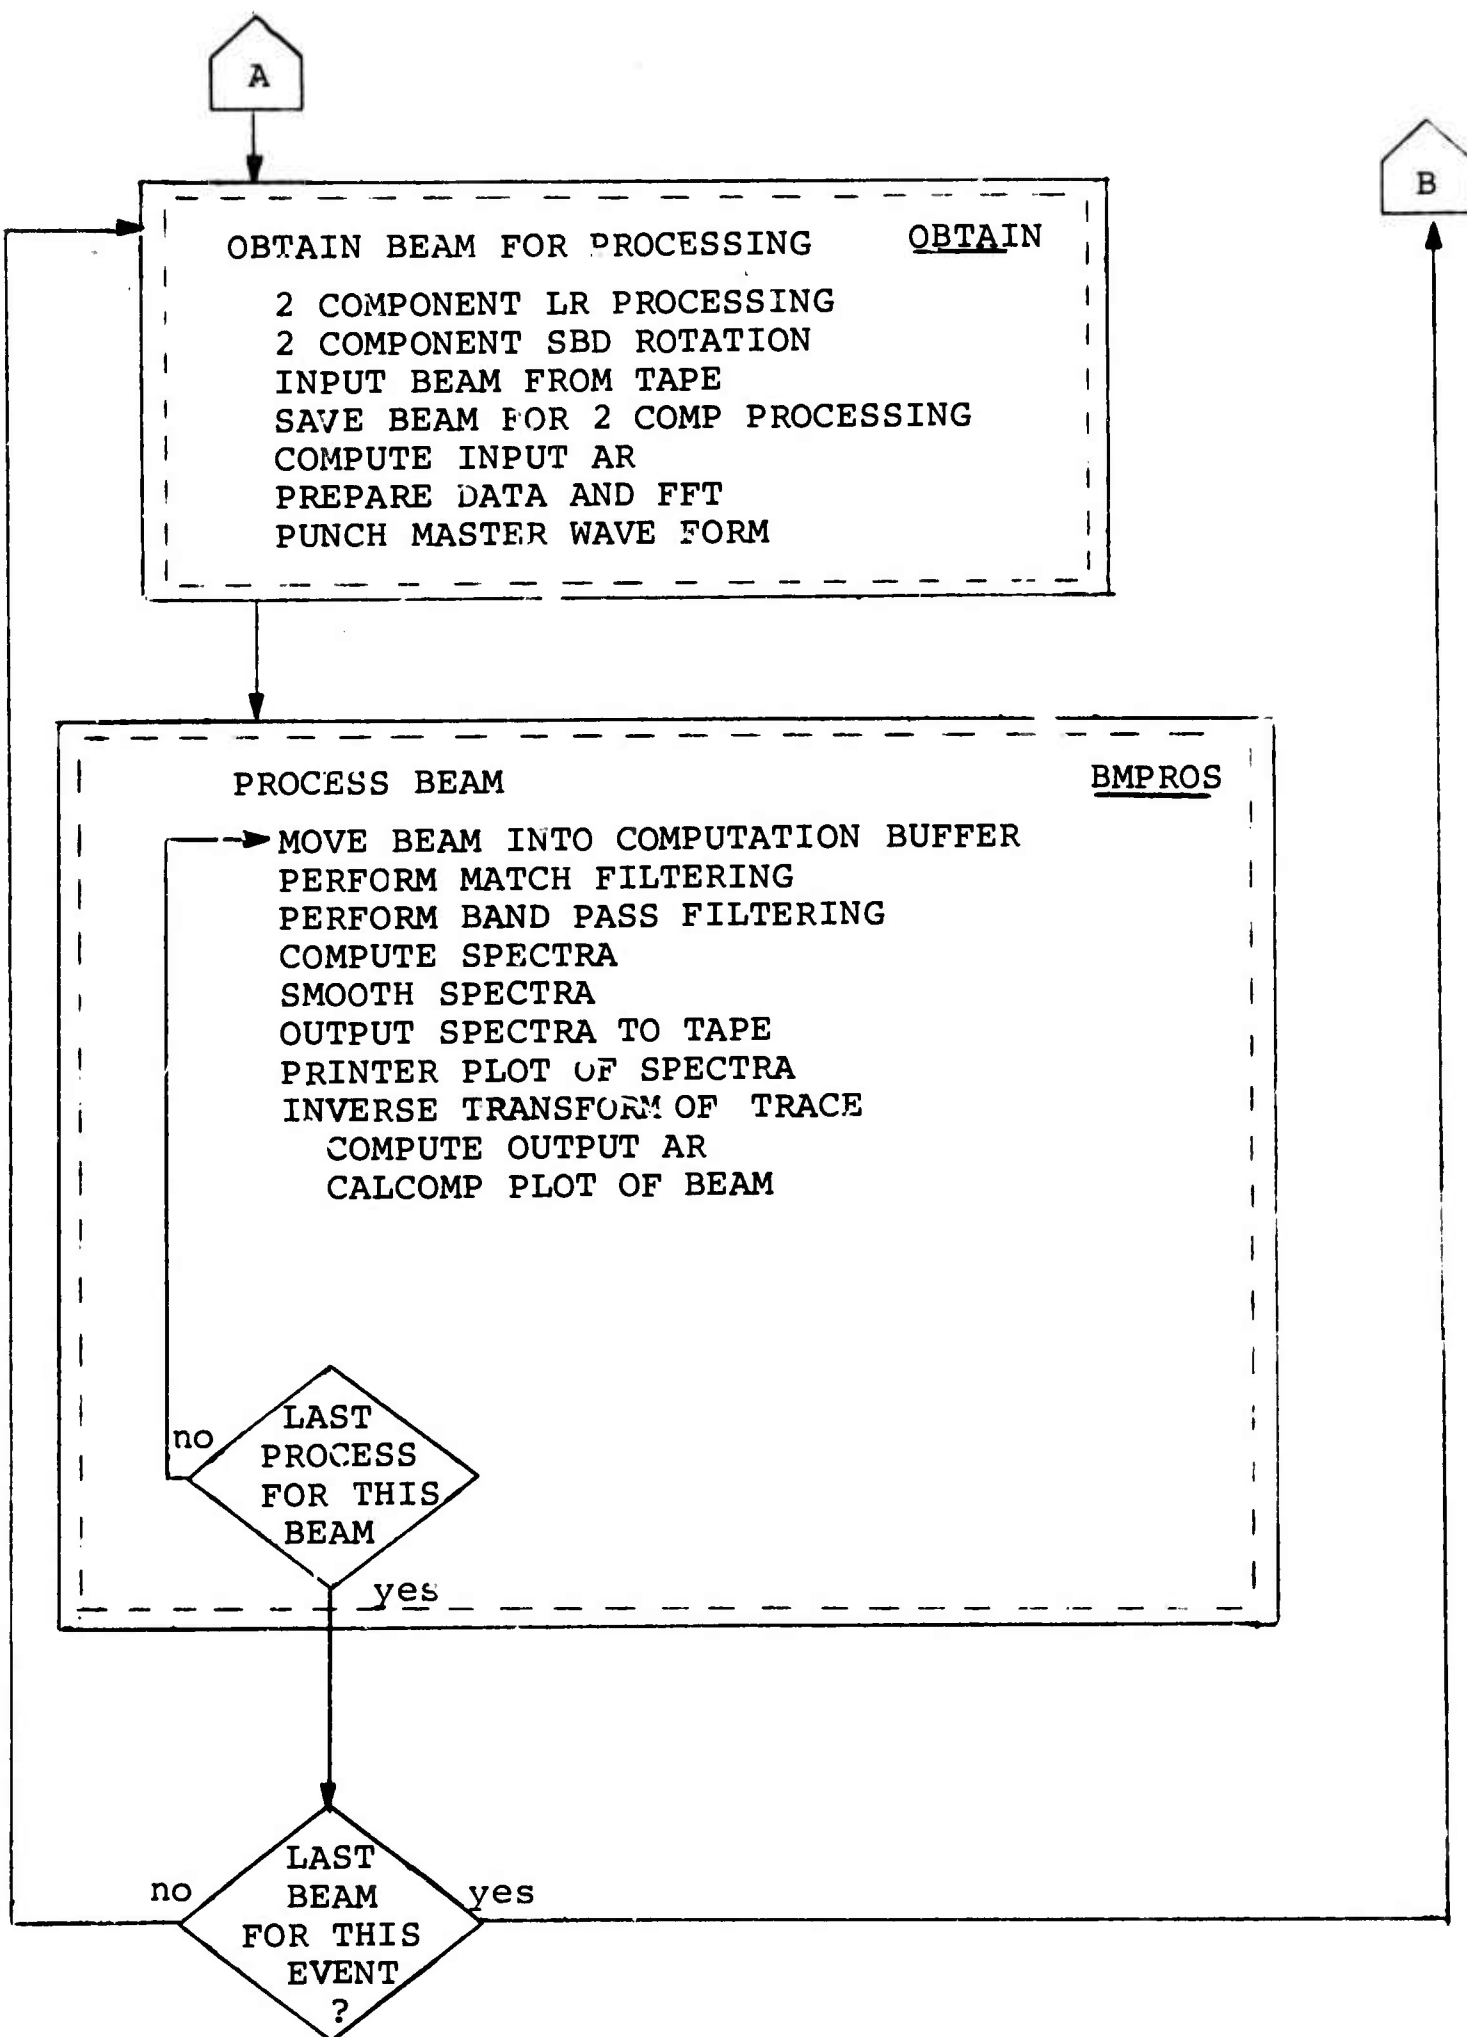 A
B
OBTAIN BEAM FOR PROCESSING OBTAIN
2 COMPONENT LR PROCESSING
2 COMPONENT SBD ROTATION
INPUT BEAM FROM TAPE
SAVE BEAM FOR 2 COMP PROCESSING
COMPUTE INPUT AR
PREPARE DATA AND FFT
PUNCH MASTER WAVE FORM
PROCESS BEAM BMPROS
MOVE BEAM INTO COMPUTATION BUFFER
PERFORM MATCH FILTERING
PERFORM BAND PASS FILTERING
COMPUTE SPECTRA
SMOOTH SPECTRA
OUTPUT SPECTRA TO TAPE
PRINTER PLOT OF SPECTRA
INVERSE TRANSFORM OF TRACE
COMPUTE OUTPUT AR
CALCOMP PLOT OF BEAM
no
LAST
PROCESS
FOR THIS
BEAM
yes
no
LAST
BEAM
FOR THIS
EVENT
?
yes